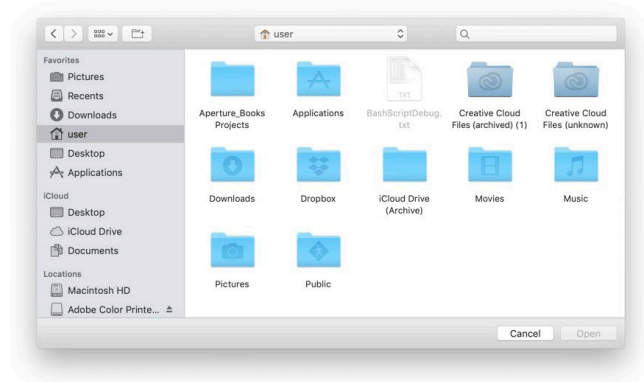 user
Favorites
Pictures
Recents
Downloads
user
Desktop
Applications
iCloud
Desktop
iCloud Drive
Documents
Locations
Macintosh HD
Adobe Color Printe...
Aperture_Books
Projects
Applications
TXT
BashScriptDebug.
txt
Creative Cloud
Files (archived) (1)
Creative Cloud
Files (unknown)
Downloads
Dropbox
iCloud Drive
(Archive)
Movies
Music
Pictures
Public
Cancel
Open